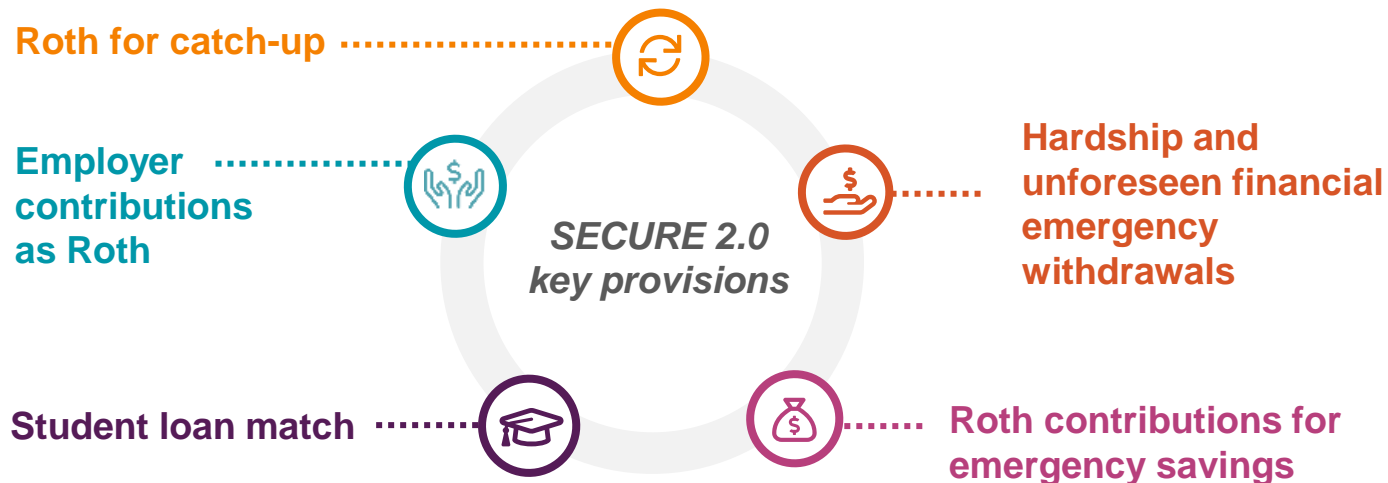 Roth for catch-up
Employer
contributions
as Roth
Student loan match
SECURE 2.0
key provisions
Hardship and
unforeseen financial
emergency
withdrawals
Roth contributions for
emergency savings